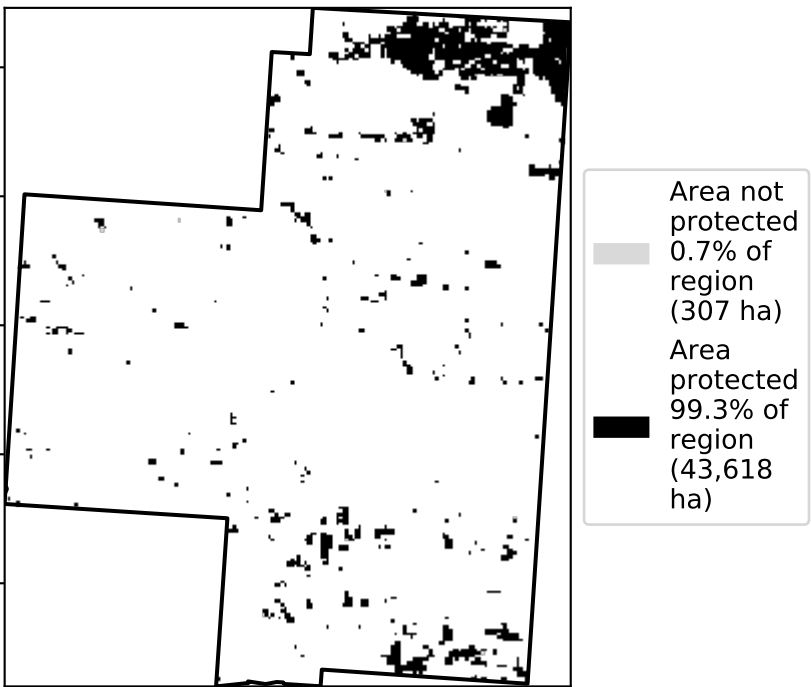 Area not
protected
0.7% of
region
(307 ha)
Area
protected
99.3% of
region
(43,618
ha)